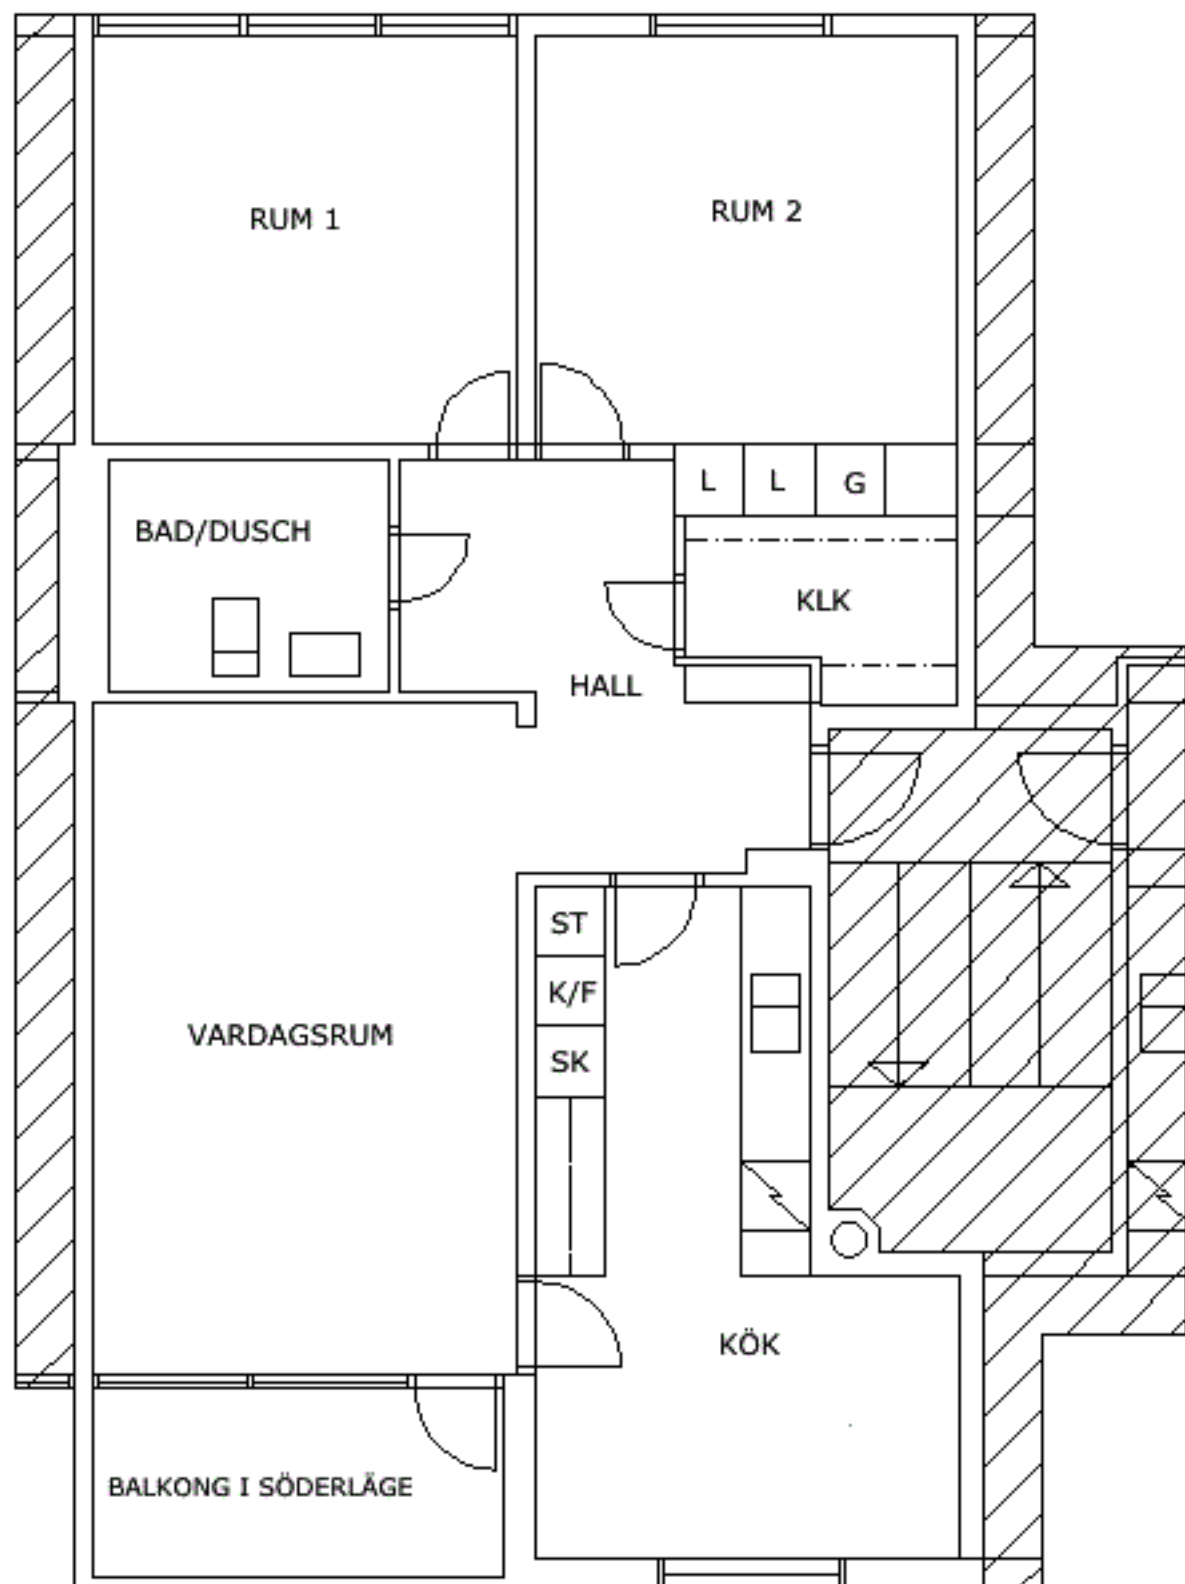 RUM 1
RUM 2
L
L
G
BAD/DUSCH
KLK
HALL
ST
K/F
SK
VARDAGSRUM
KÖK
BALKONG I SÖDERLÄGE